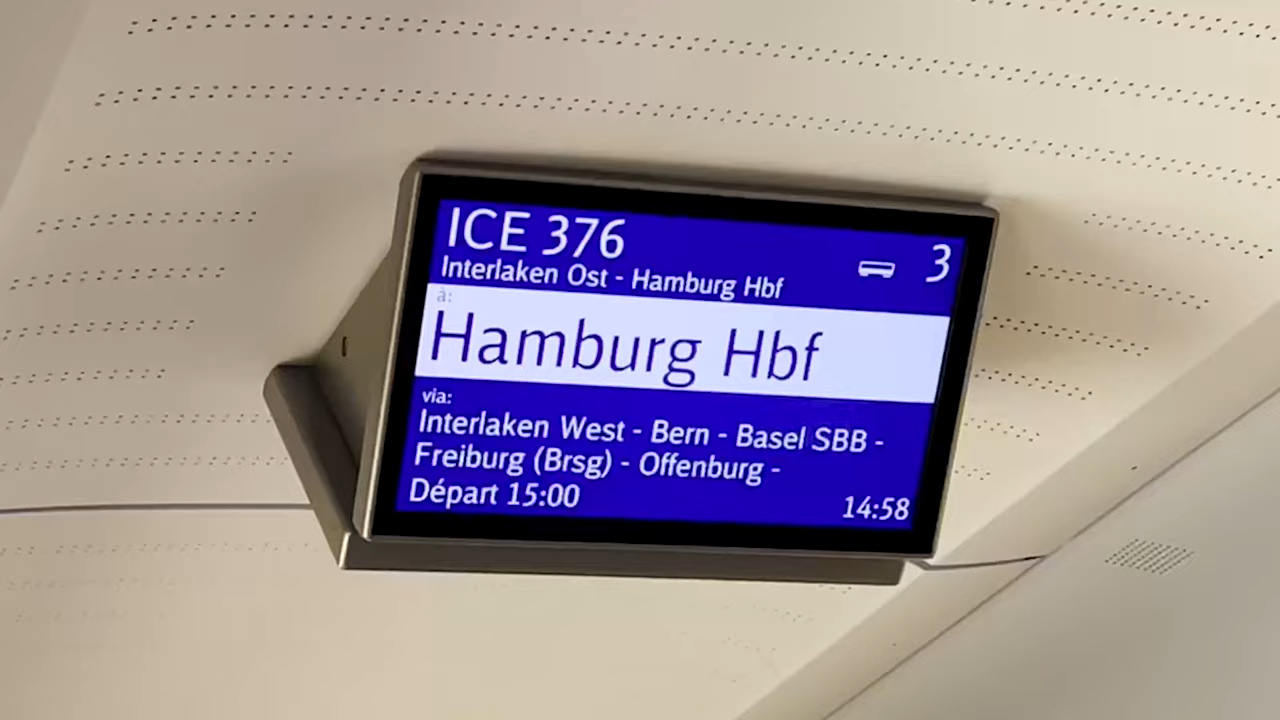 ICE 376
3
Interlaken Ost - Hamburg Hbf
à:
Hamburg Hbf
via:
Interlaken West - Bern - Basel SBB -
Freiburg (Brsg) - Offenburg -
Départ 15:00
14:58